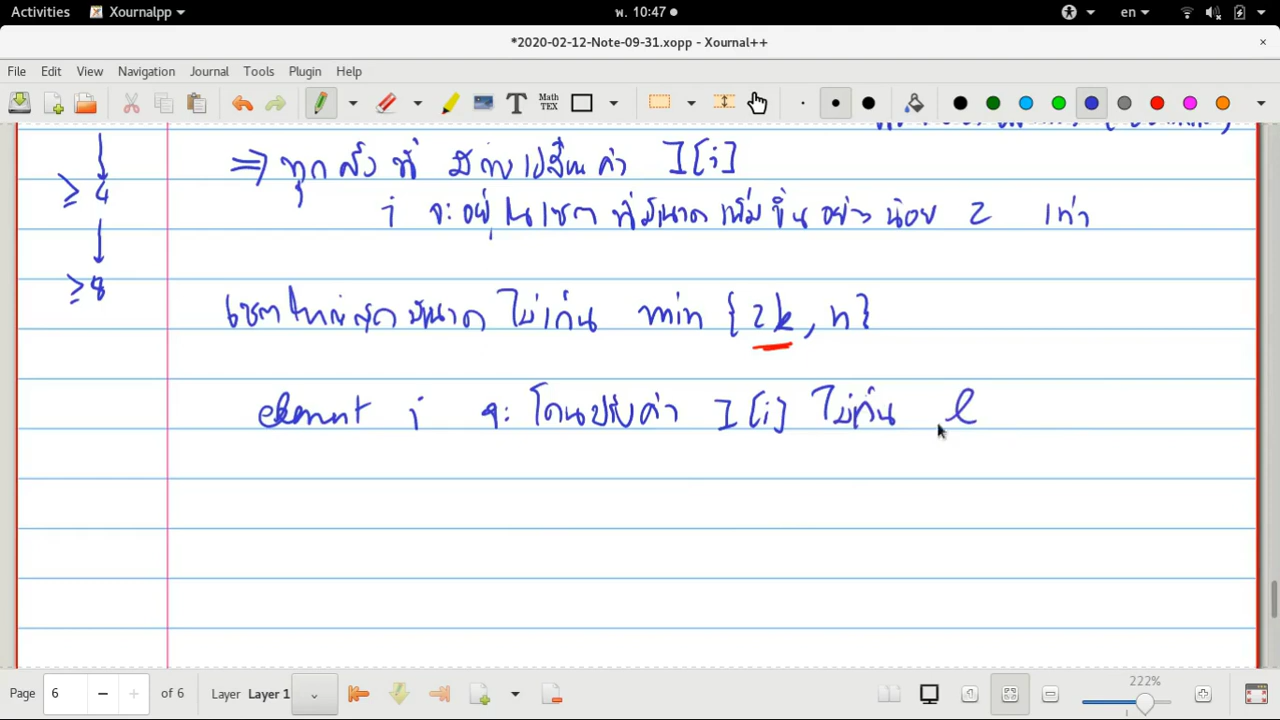 Activities Xournalpp พ. 10:47 en
*2020-02-12-Note-09-31.xopp - Xournal++ ×
File Edit View Navigation Journal Tools Plugin Help
Math TEX
⇒ ทุกครั้ง ที่ มีการเปลี่ยนค่า I[i]
≥ 4
i จะอยู่ในเซต ที่มีขนาด เพิ่มขึ้น อย่างน้อย 2 เท่า
≥ 8
เซตใหญ่สุดมีขนาด ไม่เกิน min {2k, n}
element i จะ โดนปรับค่า I[i] ไม่เกิน l
Page 6 of 6 Layer Layer 1 222%